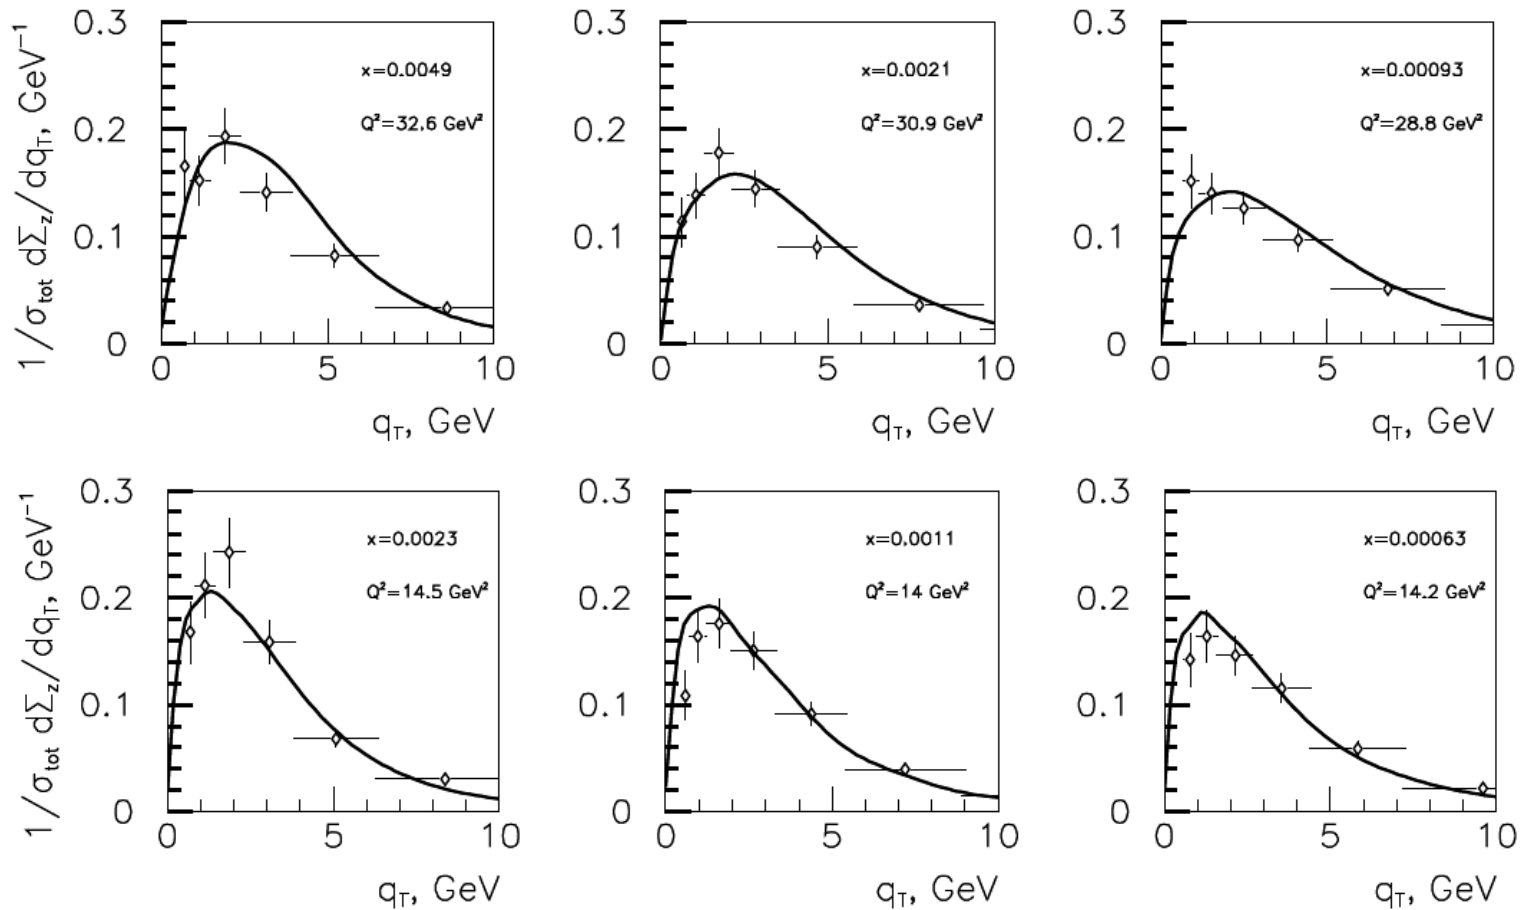 1/σtot dΣz/dqT, GeV⁻¹
0.3
0.2
0.1
0
x=0.0049
Q²=32.6 GeV²
0 5 10
qT, GeV
0.3
0.2
0.1
0
x=0.0021
Q²=30.9 GeV²
0 5 10
qT, GeV
0.3
0.2
0.1
0
x=0.00093
Q²=28.8 GeV²
0 5 10
qT, GeV
1/σtot dΣz/dqT, GeV⁻¹
0.3
0.2
0.1
0
x=0.0023
Q²=14.5 GeV²
0 5 10
qT, GeV
0.3
0.2
0.1
0
x=0.0011
Q²=14 GeV²
0 5 10
qT, GeV
0.3
0.2
0.1
0
x=0.00063
Q²=14.2 GeV²
0 5 10
qT, GeV